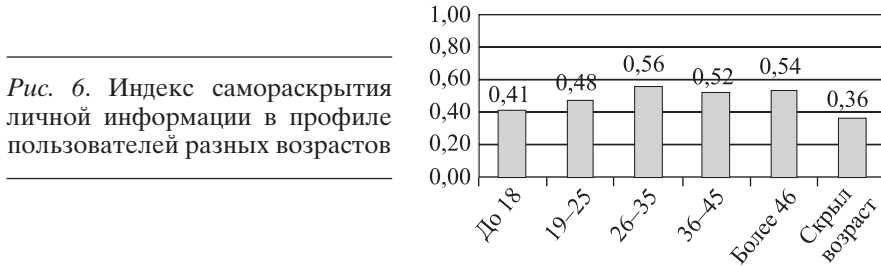 Рис. 6. Индекс самораскрытия
личной информации в профиле
пользователей разных возрастов
1,00
0,80
0,60
0,40
0,20
0,00
0,41
0,48
0,56
0,52
0,54
0,36
До 18
19–25
26–35
36–45
Более 46
Скрыл
возраст